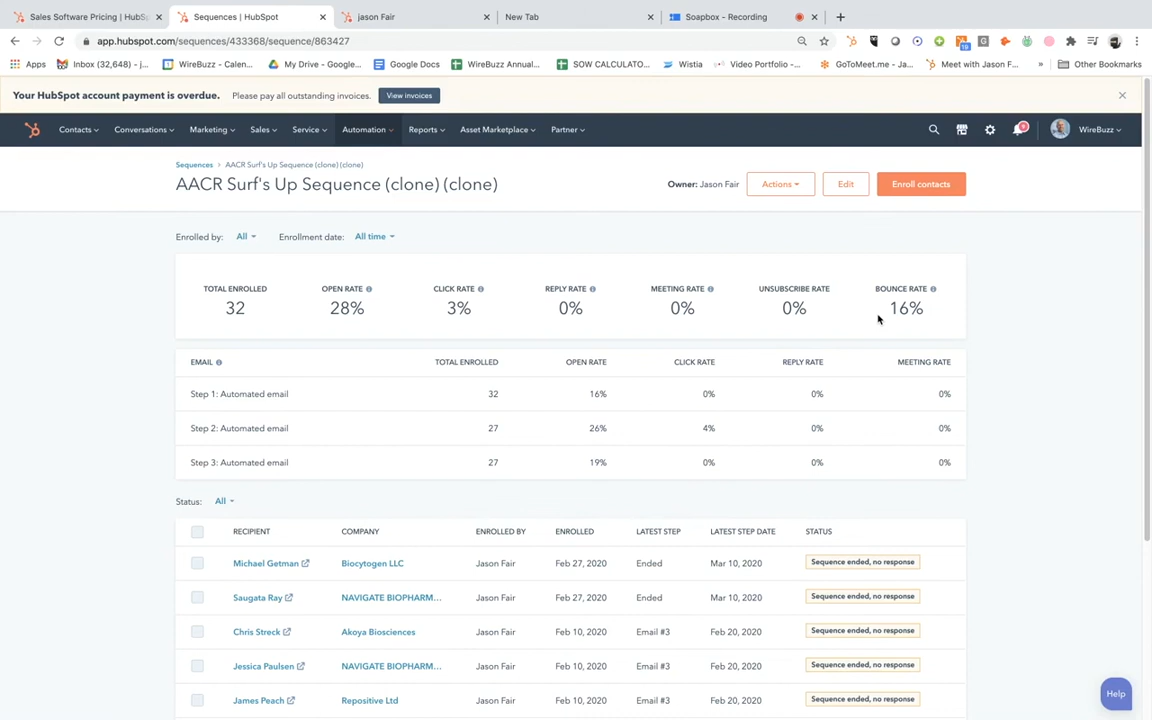 Sales Software Pricing | HubS
Sequences | HubSpot
jason Fair
New Tab
Soapbox - Recording
app.hubspot.com/sequences/433368/sequence/863427
Apps
Inbox (32,648) - j...
WireBuzz - Calen...
My Drive - Google...
Google Docs
WireBuzz Annual...
SOW CALCULATO...
Wistia
Video Portfolio -...
GoToMeet.me - Ja...
Meet with Jason F...
»
Other Bookmarks
Your HubSpot account payment is overdue. Please pay all outstanding invoices. View invoices
Contacts
Conversations
Marketing
Sales
Service
Automation
Reports
Asset Marketplace
Partner
WireBuzz
Sequences > AACR Surf's Up Sequence (clone) (clone)
AACR Surf's Up Sequence (clone) (clone)
Owner: Jason Fair
Actions
Edit
Enroll contacts
Enrolled by: All
Enrollment date: All time
TOTAL ENROLLED OPEN RATE CLICK RATE REPLY RATE MEETING RATE UNSUBSCRIBE RATE BOUNCE RATE
32 28% 3% 0% 0% 0% 16%
EMAIL TOTAL ENROLLED OPEN RATE CLICK RATE REPLY RATE MEETING RATE
Step 1: Automated email 32 16% 0% 0% 0%
Step 2: Automated email 27 26% 4% 0% 0%
Step 3: Automated email 27 19% 0% 0% 0%
Status: All
RECIPIENT COMPANY ENROLLED BY ENROLLED LATEST STEP LATEST STEP DATE STATUS
Michael Getman Biocytogen LLC Jason Fair Feb 27, 2020 Ended Mar 10, 2020 Sequence ended, no response
Saugata Ray NAVIGATE BIOPHARM... Jason Fair Feb 27, 2020 Ended Mar 10, 2020 Sequence ended, no response
Chris Streck Akoya Biosciences Jason Fair Feb 10, 2020 Email #3 Feb 20, 2020 Sequence ended, no response
Jessica Paulsen NAVIGATE BIOPHARM... Jason Fair Feb 10, 2020 Email #3 Feb 20, 2020 Sequence ended, no response
James Peach Repositive Ltd Jason Fair Feb 10, 2020 Email #3 Feb 20, 2020 Sequence ended, no response
Help